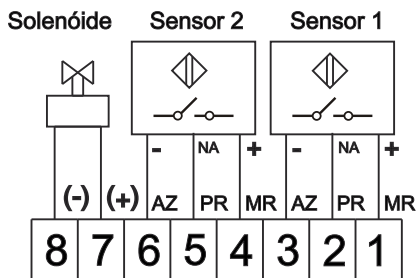 Solenóide Sensor 2 Sensor 1
- NA + - NA +
(-) (+) AZ PR MR AZ PR MR
8 7 6 5 4 3 2 1